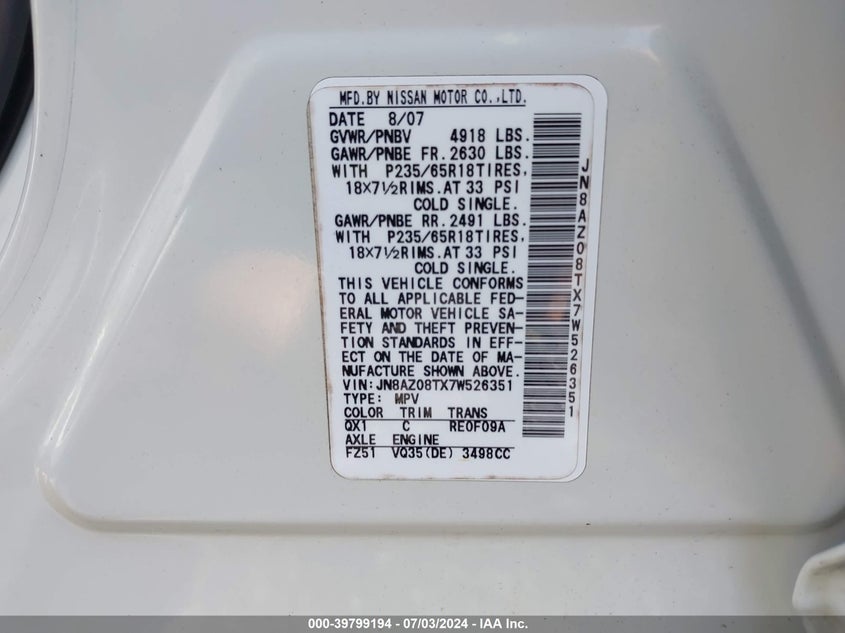 MFD.BY NISSAN MOTOR CO.,LTD.
DATE 8/07
GVWR/PNBV 4918 LBS.
GAWR/PNBE FR.2630 LBS.
WITH P235/65R18TIRES,
18×7½RIMS.AT 33 PSI
COLD SINGLE.
GAWR/PNBE RR.2491 LBS.
WITH P235/65R18TIRES,
18×7½RIMS.AT 33 PSI
COLD SINGLE.
THIS VEHICLE CONFORMS
TO ALL APPLICABLE FED-
ERAL MOTOR VEHICLE SA-
FETY AND THEFT PREVEN-
TION STANDARDS IN EFF-
ECT ON THE DATE OF MA-
NUFACTURE SHOWN ABOVE.
VIN:JN8AZ08TX7W526351
TYPE: MPV
COLOR TRIM TRANS
QX1 C RE0F09A
AXLE ENGINE
FZ51 VQ35(DE) 3498CC
JN8AZ08TX7W526351
000-39799194 - 07/03/2024 - IAA Inc.